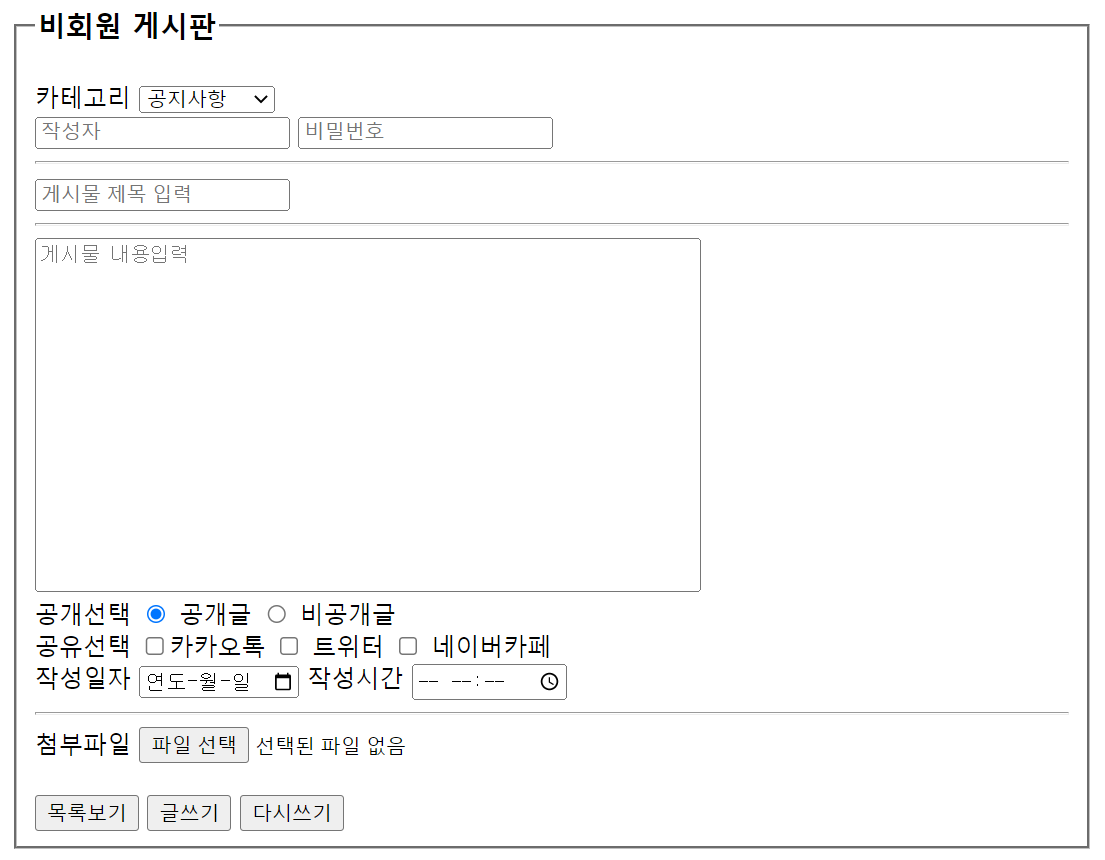 비회원 게시판
카테고리 공지사항
작성자 비밀번호
게시물 제목 입력
게시물 내용입력
공개선택 공개글 비공개글
공유선택 카카오톡 트위터 네이버카페
작성일자 연도-월-일 작성시간 -- --:--
첨부파일 파일 선택 선택된 파일 없음
목록보기 글쓰기 다시쓰기